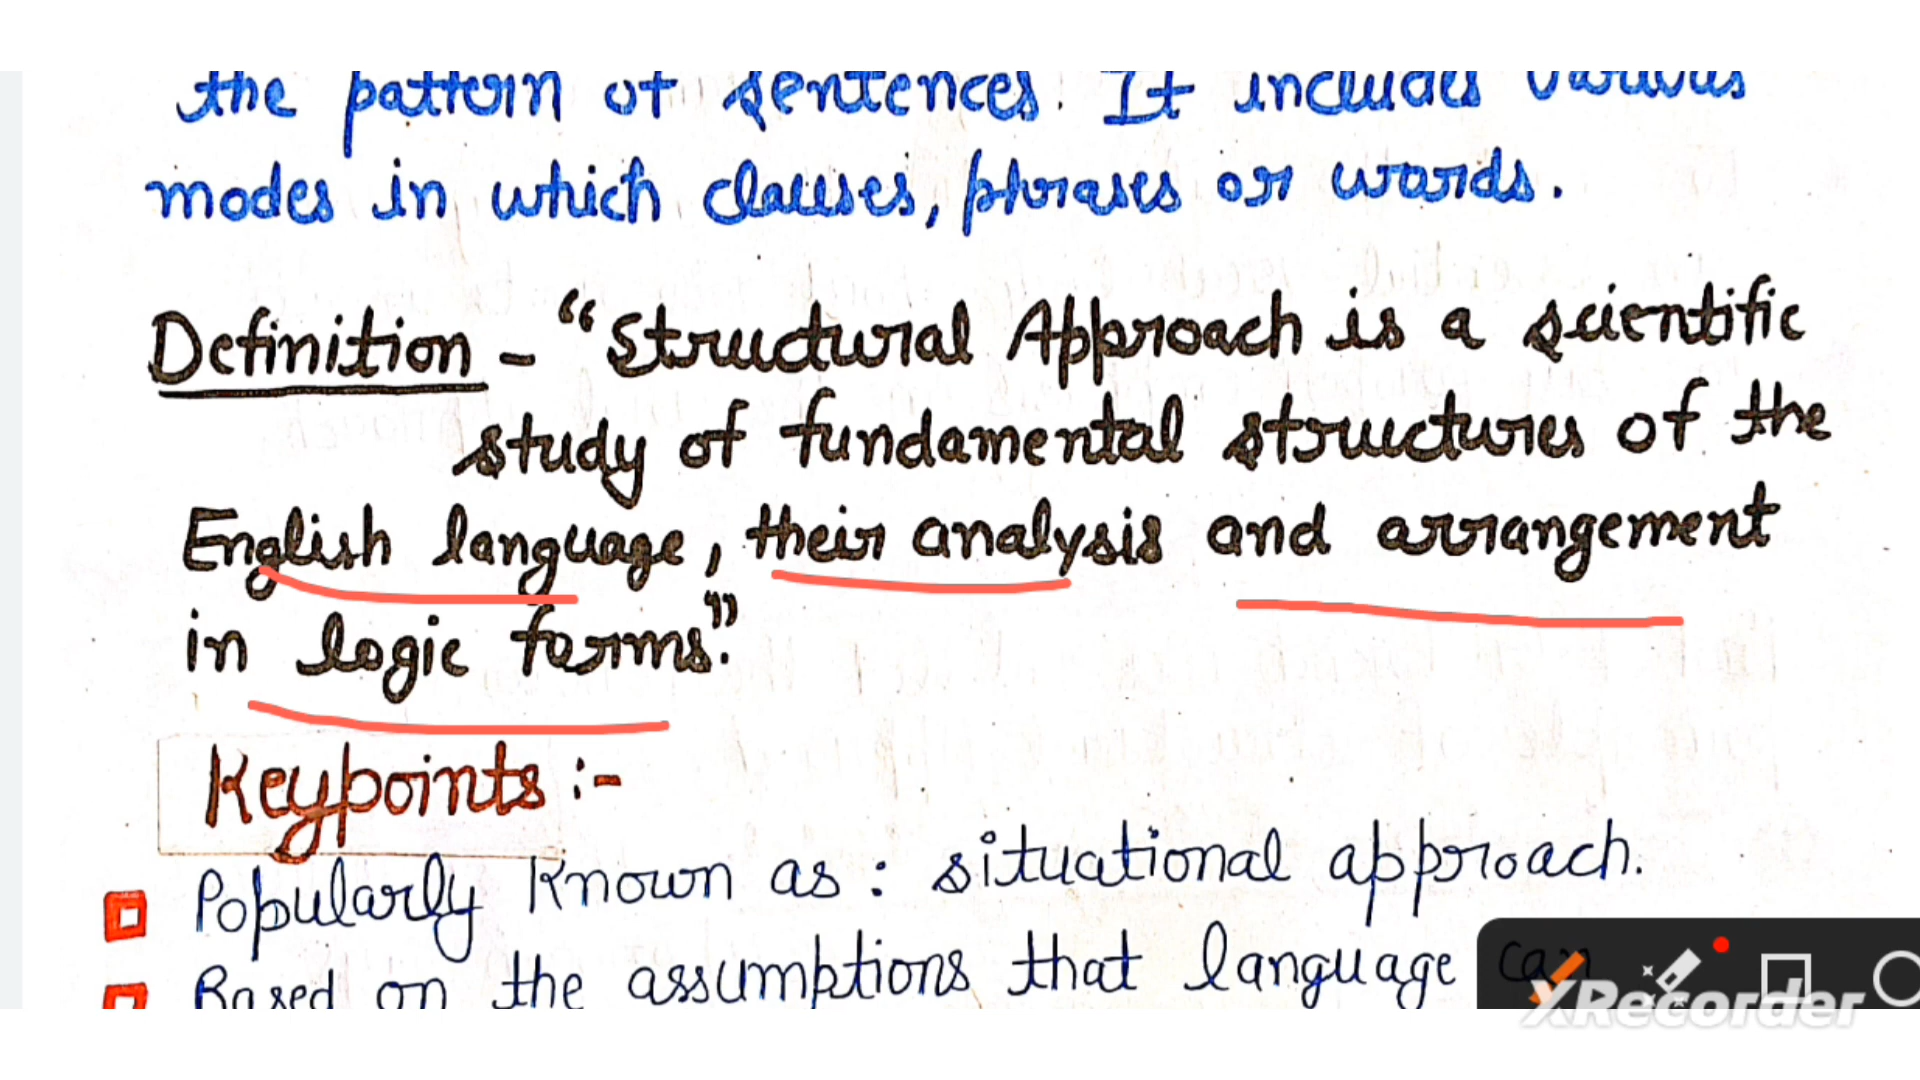 the pattern of sentences. It includes various
modes in which clauses, phrases or words.
Definition - "Structural Approach is a scientific
study of fundamental structures of the
English language, their analysis and arrangement
in logic forms".
Keypoints :-
Popularly known as : situational approach.
Based on the assumptions that language can
XRecorder